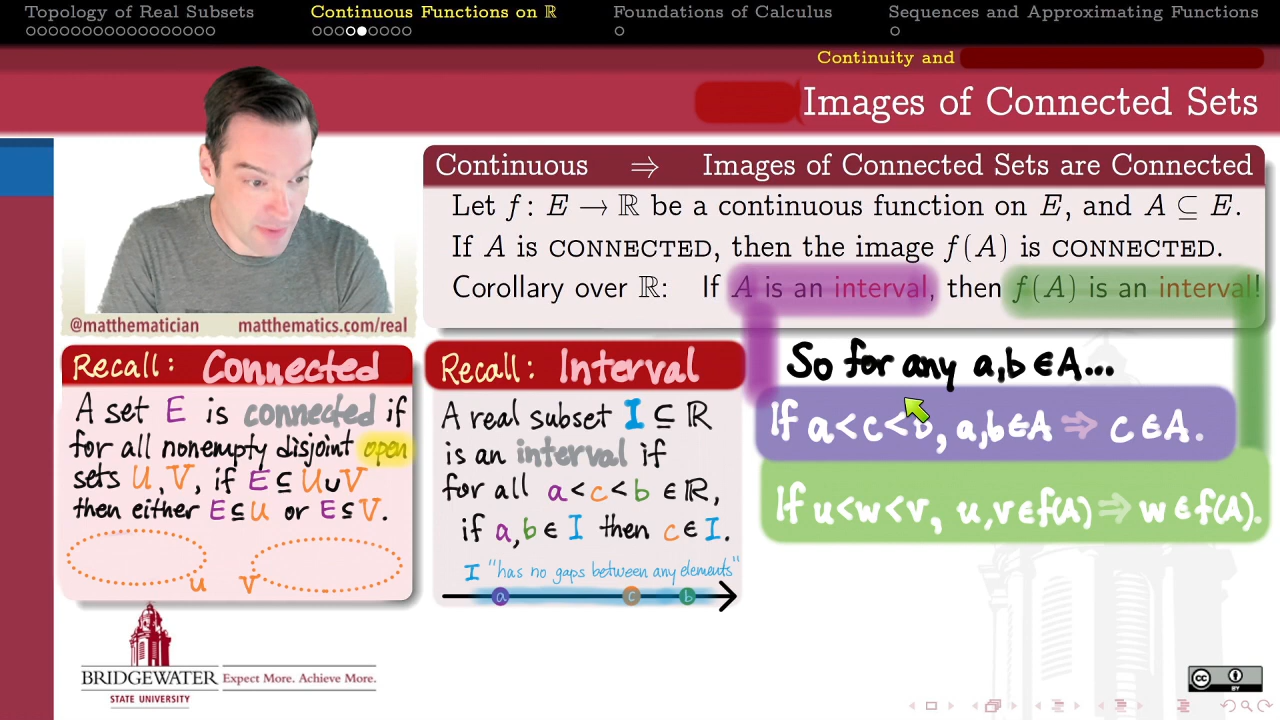 Topology of Real Subsets Continuous Functions on ℝ Foundations of Calculus Sequences and Approximating Functions
Continuity and
Images of Connected Sets
Continuous ⇒ Images of Connected Sets are Connected
Let f: E → ℝ be a continuous function on E, and A ⊆ E.
If A is CONNECTED, then the image f(A) is CONNECTED.
Corollary over ℝ: If A is an interval, then f(A) is an interval!
@matthematician matthematics.com/real
Recall: Connected
A set E is connected if
for all nonempty disjoint open
sets U, V, if E ⊆ U∪V
then either E ⊆ U or E ⊆ V.
U V
Recall: Interval
A real subset I ⊆ ℝ
is an interval if
for all a<c<b ∈ ℝ,
if a,b ∈ I then c ∈ I.
I "has no gaps between any elements"
a c b
So for any a,b ∈ A...
If a<c<b, a,b∈A ⇒ c∈A.
If u<w<v, u,v∈f(A) ⇒ w∈f(A).
BRIDGEWATER Expect More. Achieve More.
STATE UNIVERSITY
CC BY